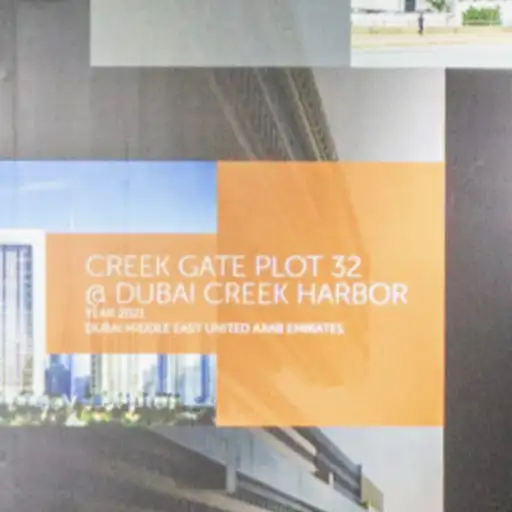 CREEK GATE PLOT 32
@ DUBAI CREEK HARBOR
YEAR 2021
DUBAI MIDDLE EAST UNITED ARAB EMIRATES